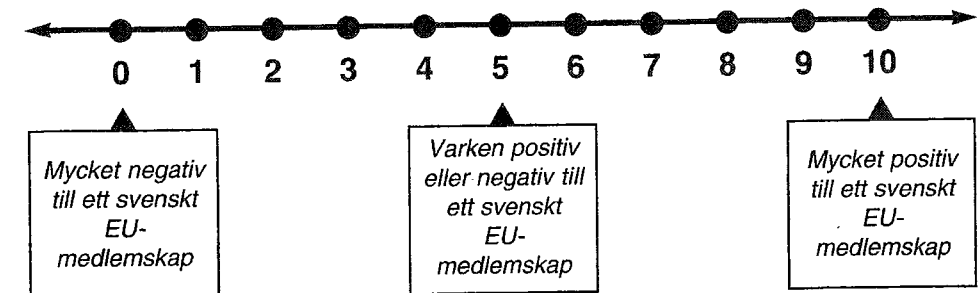 0 1 2 3 4 5 6 7 8 9 10
Mycket negativ
till ett svenskt
EU-
medlemskap
Varken positiv
eller negativ till
ett svenskt
EU-
medlemskap
Mycket positiv
till ett svenskt
EU-
medlemskap